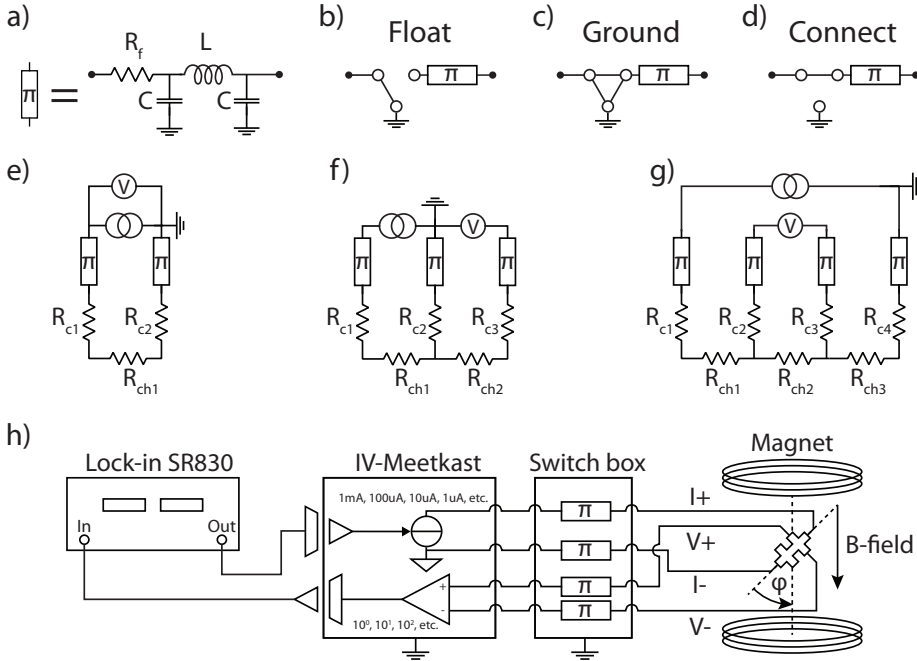 a)
R_f
L
π
=
C
C
b)
Float
π
c)
Ground
π
d)
Connect
π
e)
V
π
π
R_c1
R_c2
R_ch1
f)
V
π
π
π
R_c1
R_c2
R_c3
R_ch1
R_ch2
g)
V
π
π
π
π
R_c1
R_c2
R_c3
R_c4
R_ch1
R_ch2
R_ch3
h)
Lock-in SR830
In
Out
IV-Meetkast
1mA, 100uA, 10uA, 1uA, etc.
+
-
10⁰, 10¹, 10², etc.
Switch box
π
π
π
π
I+
V+
I-
V-
Magnet
B-field
φ